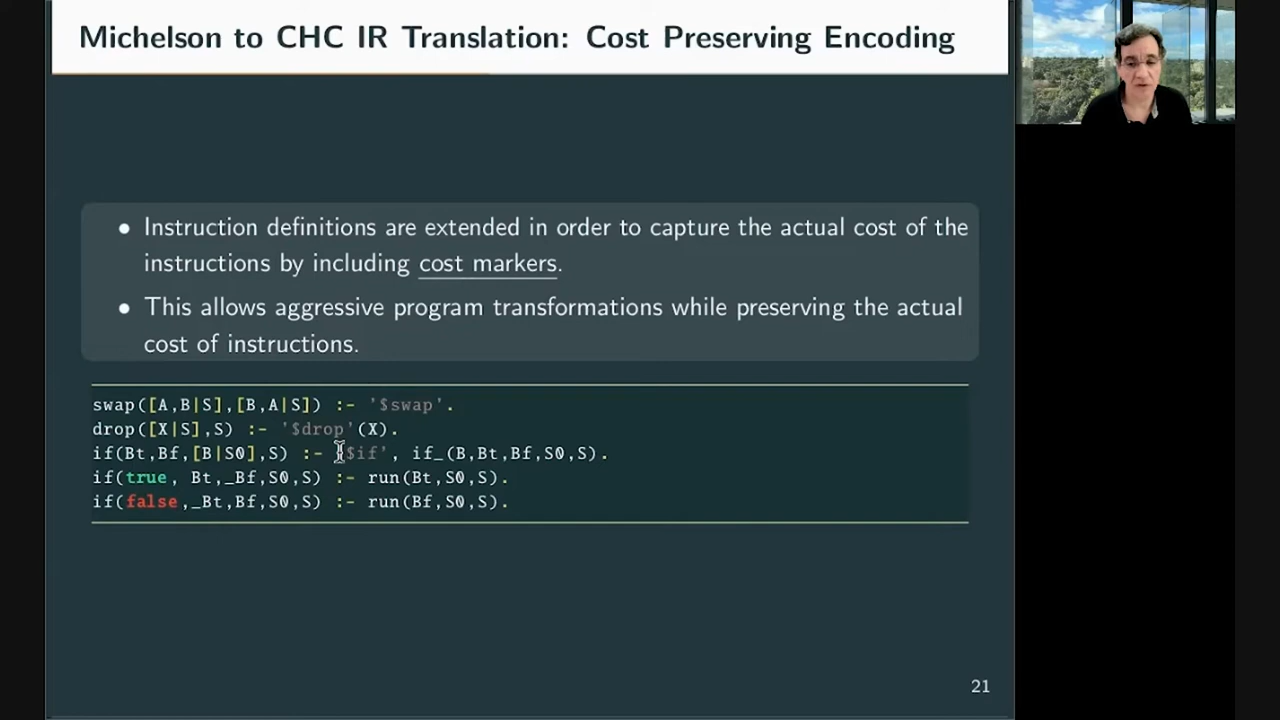 Michelson to CHC IR Translation: Cost Preserving Encoding
• Instruction definitions are extended in order to capture the actual cost of the
instructions by including cost markers.
• This allows aggressive program transformations while preserving the actual
cost of instructions.
swap([A,B|S],[B,A|S]) :- '$swap'.
drop([X|S],S) :- '$drop'(X).
if(Bt,Bf,[B|S0],S) :- '$if', if_(B,Bt,Bf,S0,S).
if(true, Bt,_Bf,S0,S) :- run(Bt,S0,S).
if(false,_Bt,Bf,S0,S) :- run(Bf,S0,S).
21